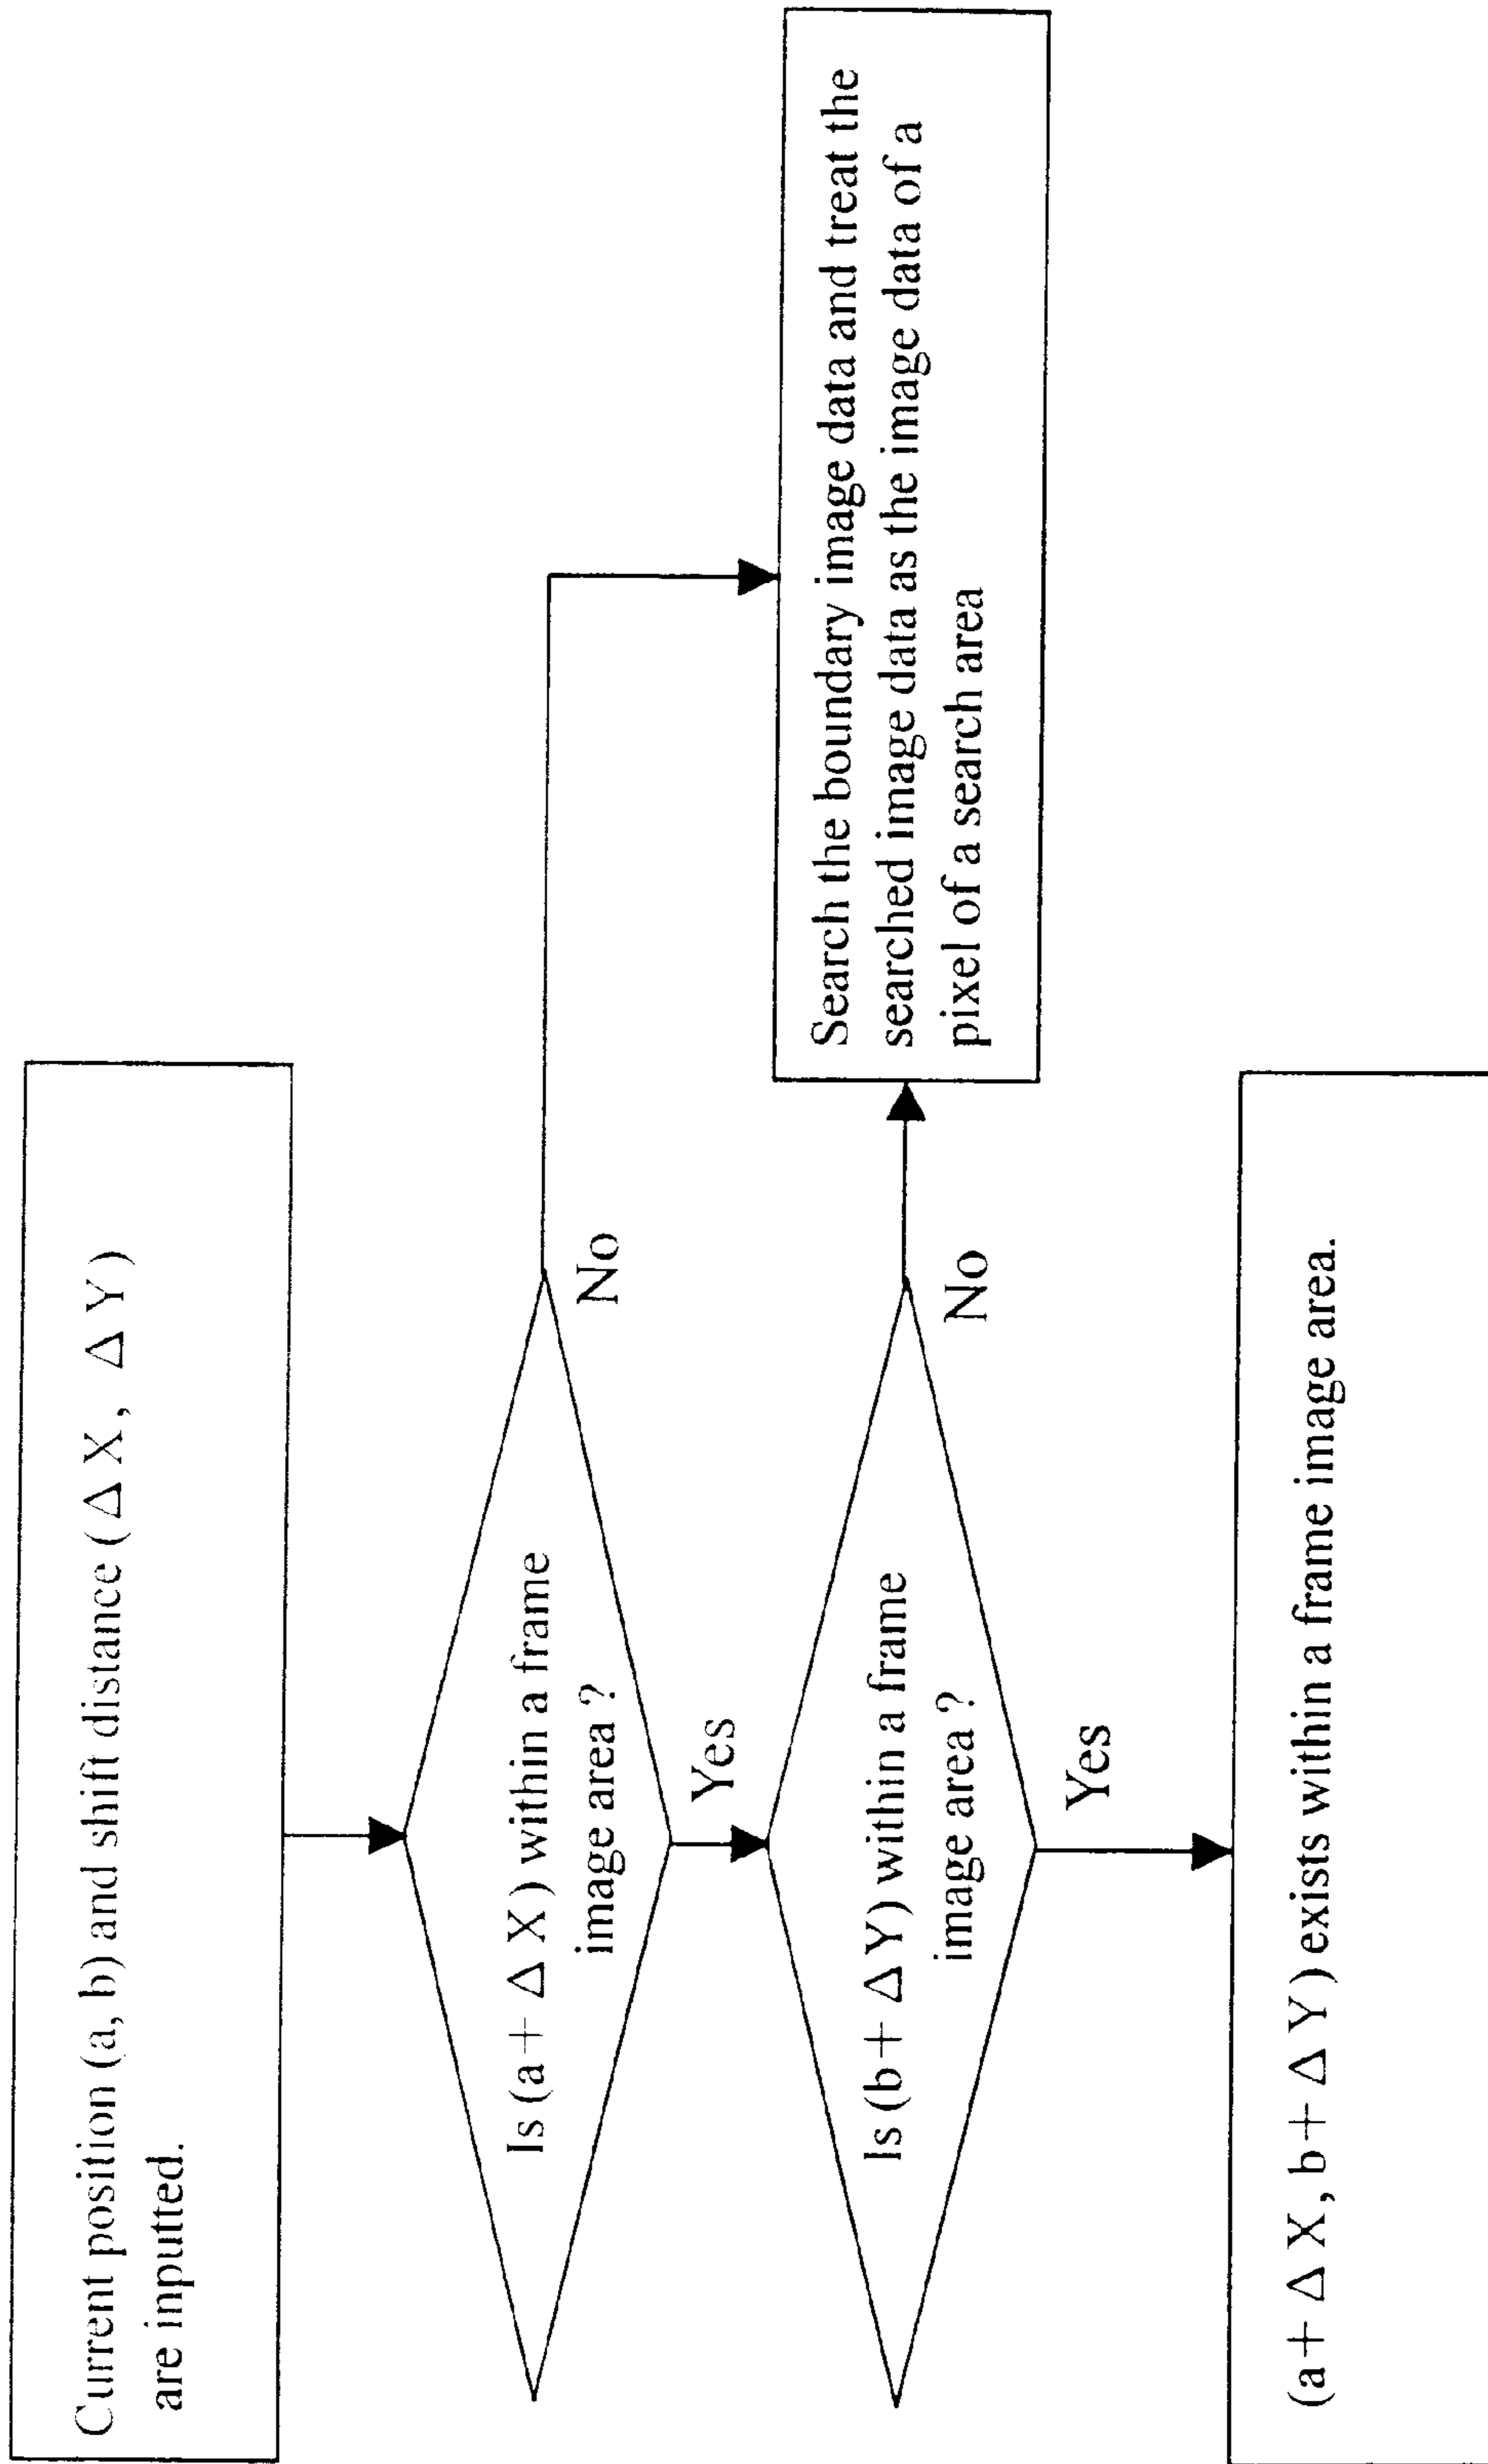 Current position (a, b) and shift distance (Δ X, Δ Y)
are inputted.
Is (a + Δ X) within a frame
image area ?
No
Yes
Search the boundary image data and treat the
searched image data as the image data of a
pixel of a search area
Is (b + Δ Y) within a frame
image area ?
No
Yes
(a + Δ X, b + Δ Y) exists within a frame image area.